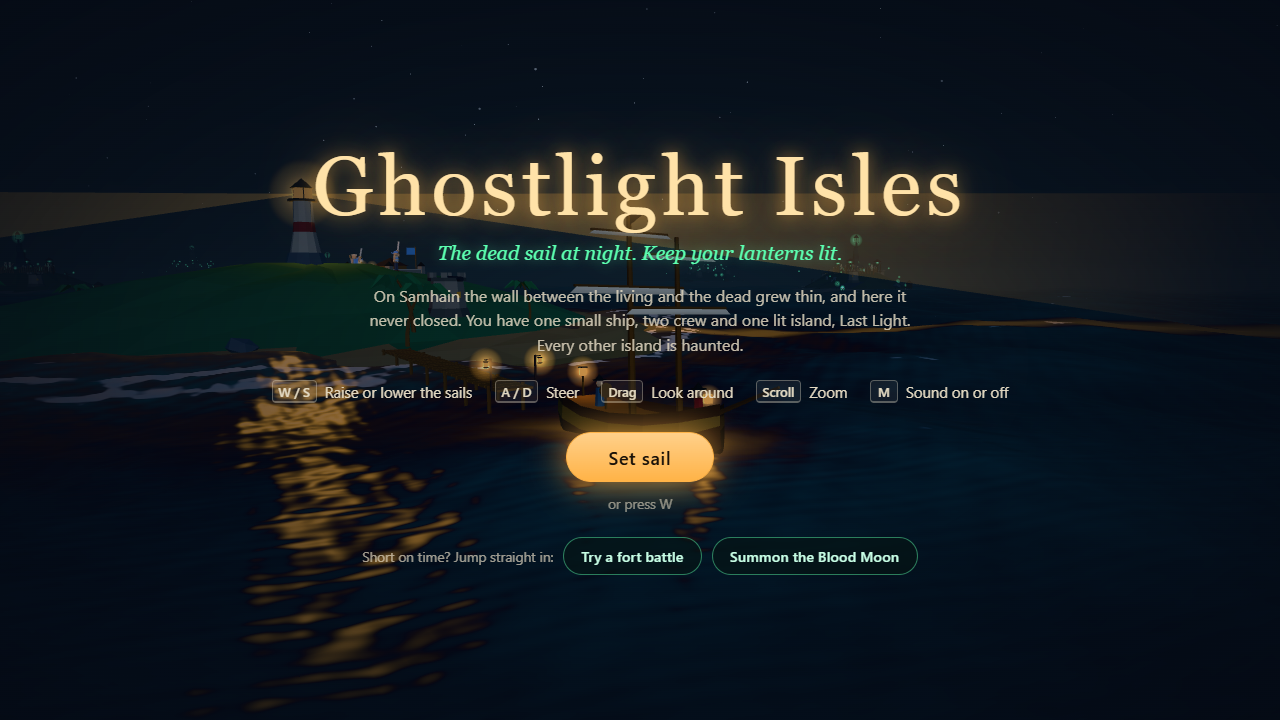 Ghostlight Isles
The dead sail at night. Keep your lanterns lit.
On Samhain the wall between the living and the dead grew thin, and here it
never closed. You have one small ship, two crew and one lit island, Last Light.
Every other island is haunted.
W / S Raise or lower the sails A / D Steer Drag Look around Scroll Zoom M Sound on or off
Set sail
or press W
Short on time? Jump straight in: Try a fort battle Summon the Blood Moon